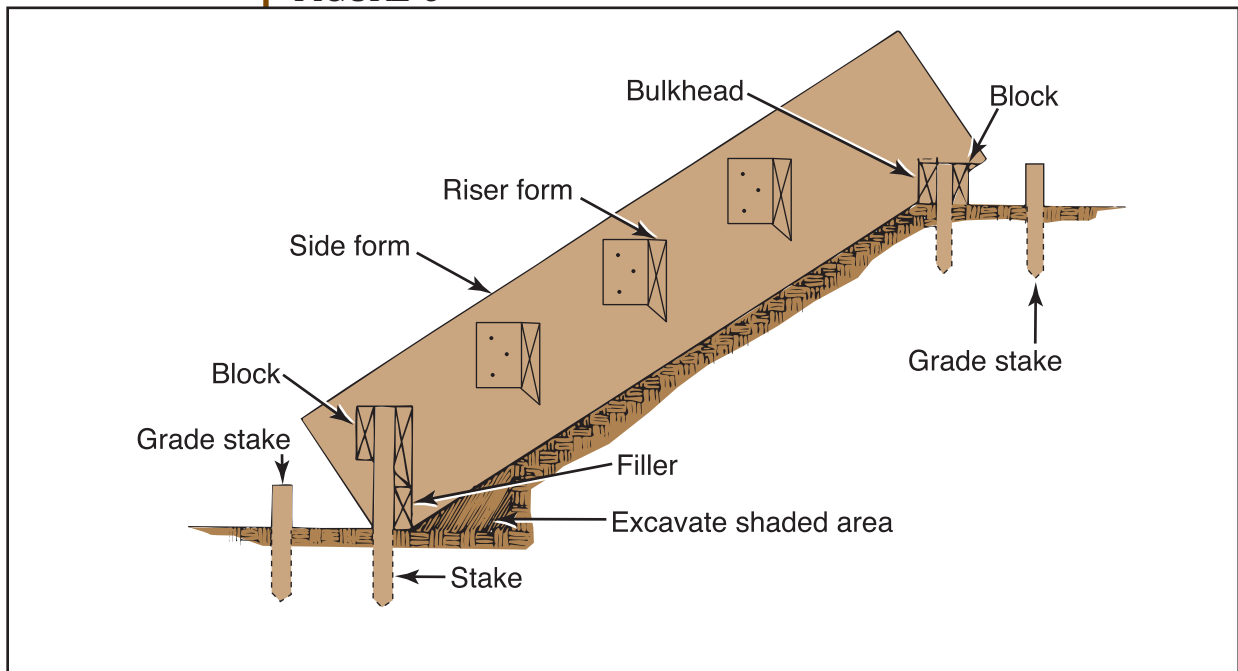 Bulkhead
Block
Riser form
Side form
Grade stake
Block
Grade stake
Filler
Excavate shaded area
Stake